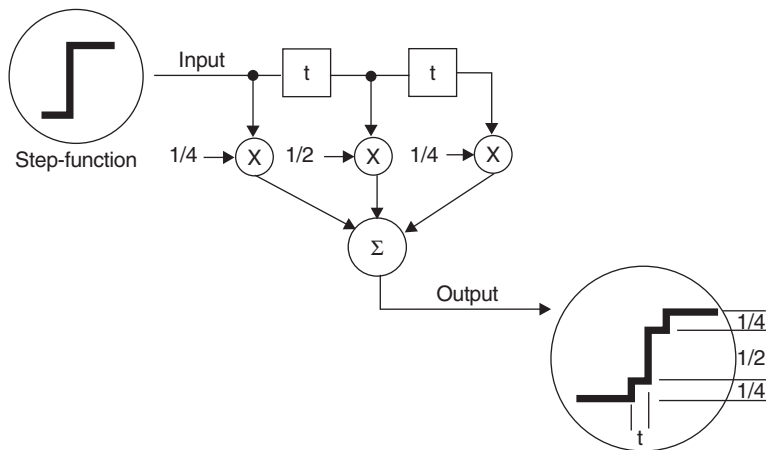 Input
t
t
Step-function
1/4
X
1/2
X
1/4
X
Σ
Output
1/4
1/2
1/4
t